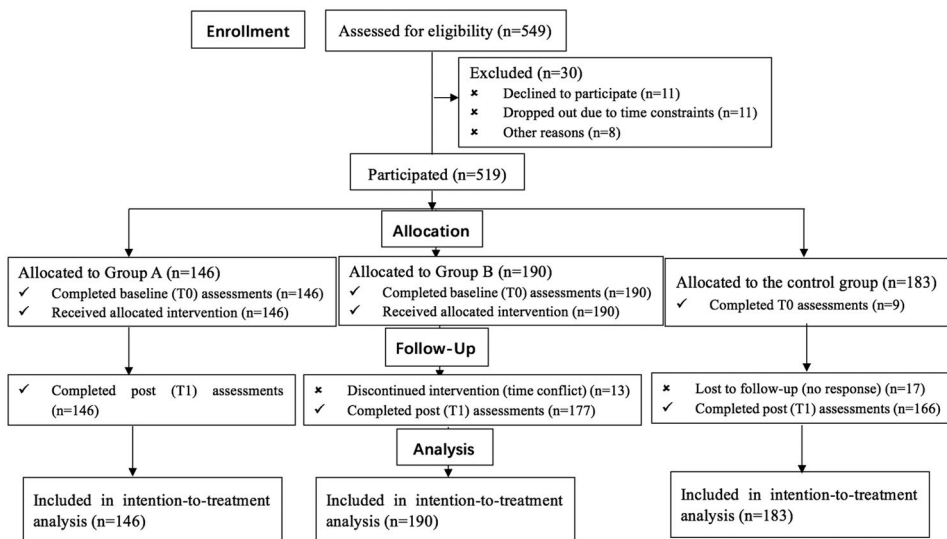 Enrollment
Assessed for eligibility (n=549)
Excluded (n=30)
✘ Declined to participate (n=11)
✘ Dropped out due to time constraints (n=11)
✘ Other reasons (n=8)
Participated (n=519)
Allocation
Allocated to Group A (n=146)
✓ Completed baseline (T0) assessments (n=146)
✓ Received allocated intervention (n=146)
Allocated to Group B (n=190)
✓ Completed baseline (T0) assessments (n=190)
✓ Received allocated intervention (n=190)
Allocated to the control group (n=183)
✓ Completed T0 assessments (n=9)
Follow-Up
✓ Completed post (T1) assessments
(n=146)
✘ Discontinued intervention (time conflict) (n=13)
✓ Completed post (T1) assessments (n=177)
✘ Lost to follow-up (no response) (n=17)
✓ Completed post (T1) assessments (n=166)
Analysis
Included in intention-to-treatment
analysis (n=146)
Included in intention-to-treatment
analysis (n=190)
Included in intention-to-treatment
analysis (n=183)